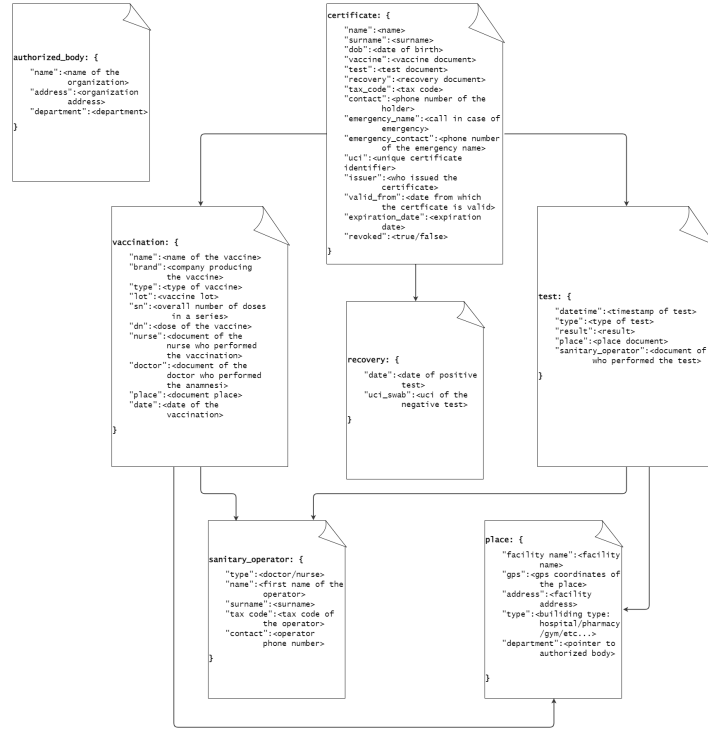 authorized_body: {
"name":<name of the
organization>
"address":<organization
address>
"department":<department>
}
certificate: {
"name":<name>
"surname":<surname>
"dob":<date of birth>
"vaccine":<vaccine document>
"test":<test document>
"recovery":<recovery document>
"tax_code":<tax code>
"contact":<phone number of the
holder>
"emergency_name":<call in case of
emergency>
"emergency_contact":<phone number
of the emergency name>
"uci":<unique certificate
identifier>
"issuer":<who issued the
certificate>
"valid_from":<date from which
the certficate is valid>
"expiration_date":<expiration
date>
"revoked":<true/false>
}
vaccination: {
"name":<name of the vaccine>
"brand":<company producing
the vaccine>
"type":<type of vaccine>
"lot":<vaccine lot>
"sn":<overall number of doses
in a series>
"dn":<dose of the vaccine>
"nurse":<document of the
nurse who performed
the vaccination>
"doctor":<document of the
doctor who performed
the anamnesi>
"place":<document place>
"date":<date of the
vaccination>
}
recovery: {
"date":<date of positive
test>
"uci_swab":<uci of the
negative test>
}
test: {
"datetime":<timestamp of test>
"type":<type of test>
"result":<result>
"place":<place document>
"sanitary_operator":<document of
who performed the test>
}
sanitary_operator: {
"type":<doctor/nurse>
"name":<first name of the
operator>
"surname":<surname>
"tax code":<tax code of
the operator>
"contact":<operator
phone number>
}
place: {
"facility name":<facility
name>
"gps":<gps coordinates of
the place>
"address":<facility
address>
"type":<builiding type:
hospital/pharmacy
/gym/etc...>
"department":<pointer to
authorized body>
}